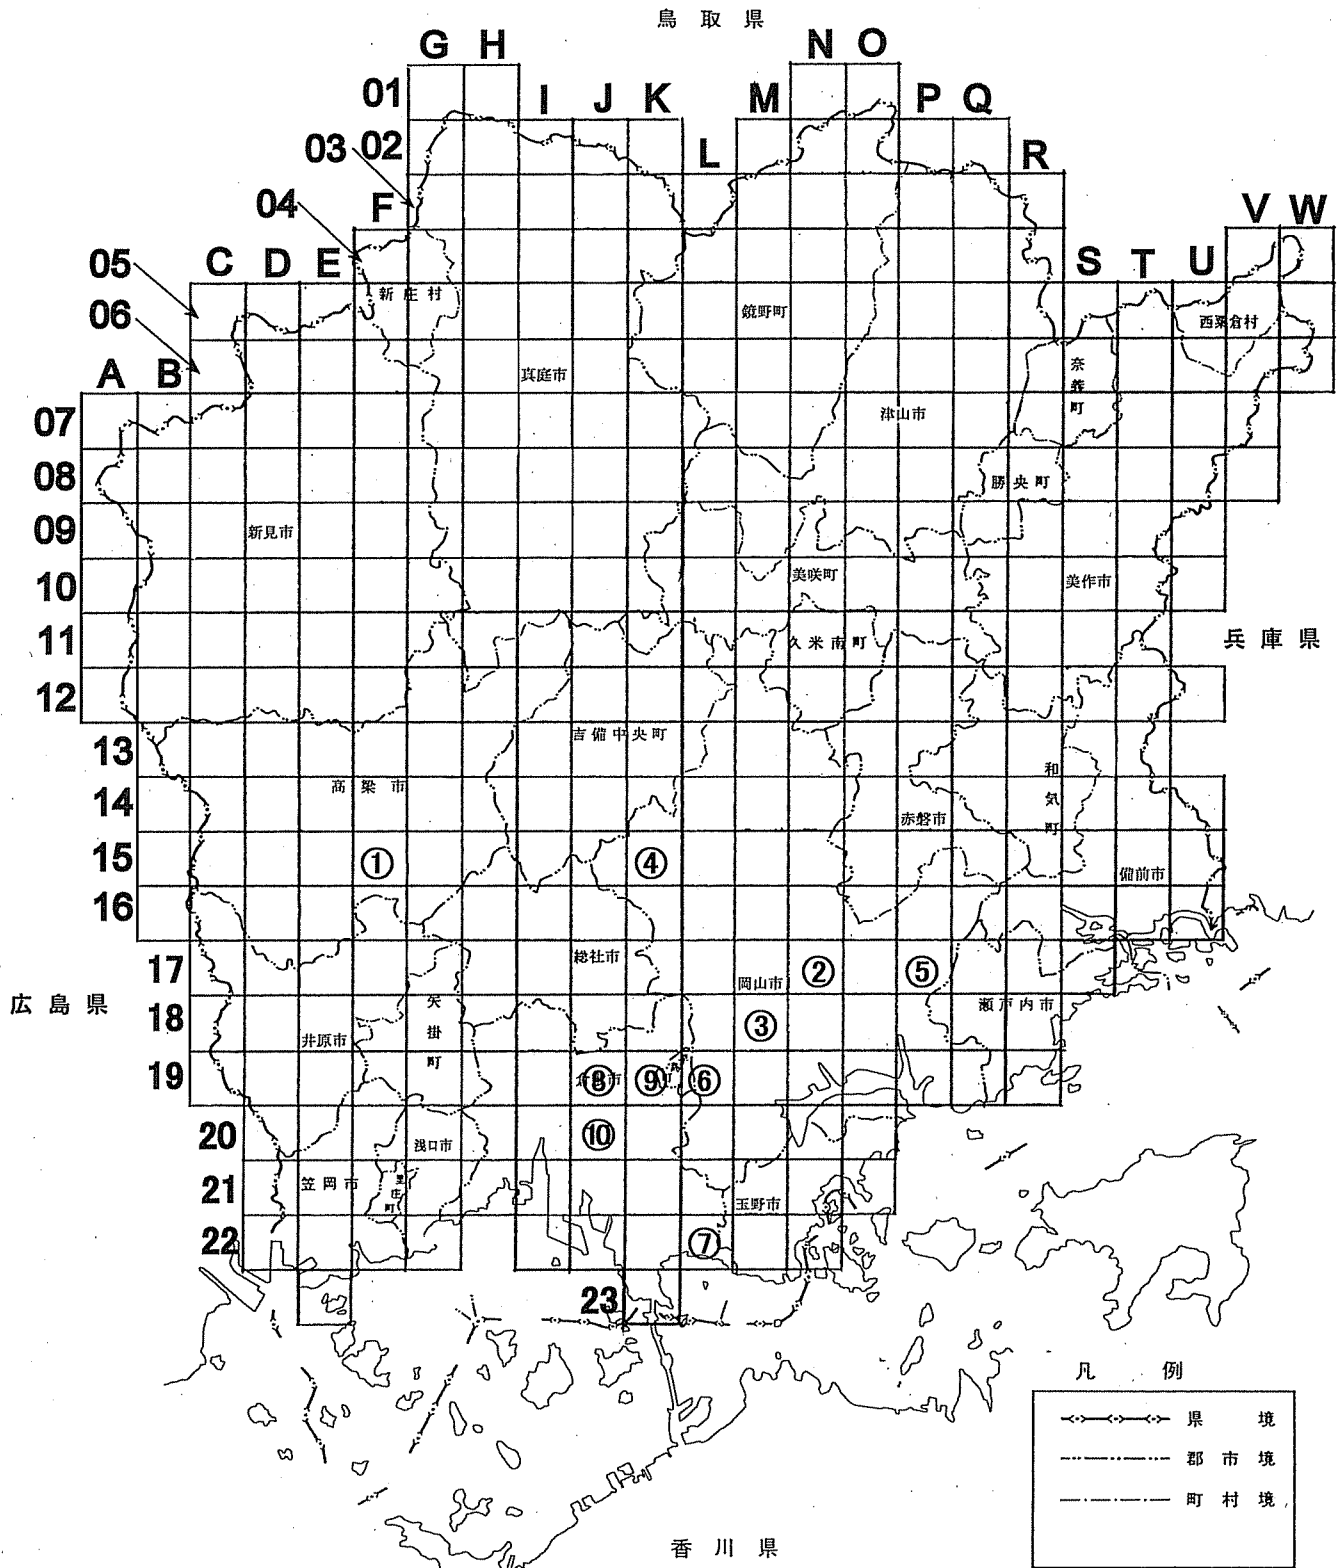 鳥取県
G H N O
01 I J K M P Q
03 02 L R
04 F V W
05 C D E S T U
新庄村
06 鏡野町 西粟倉村
A B 真庭市 奈義町
07 津山市
08 勝央町
09 新見市
10 美咲町 美作市
11 久米南町 兵庫県
12
13 吉備中央町
和気町
14 高梁市 赤磐市
15 ① ④ 備前市
16
17 総社市 岡山市 ② ⑤
広島県 矢掛町 瀬戸内市
18 井原市 ③
19 倉 ⑧ 市 ⑨ 町 ⑥
20 浅口市 ⑩
21 笠岡市 里庄町 玉野市
22 ⑦
23
凡例
県境
郡市境
町村境
香川県